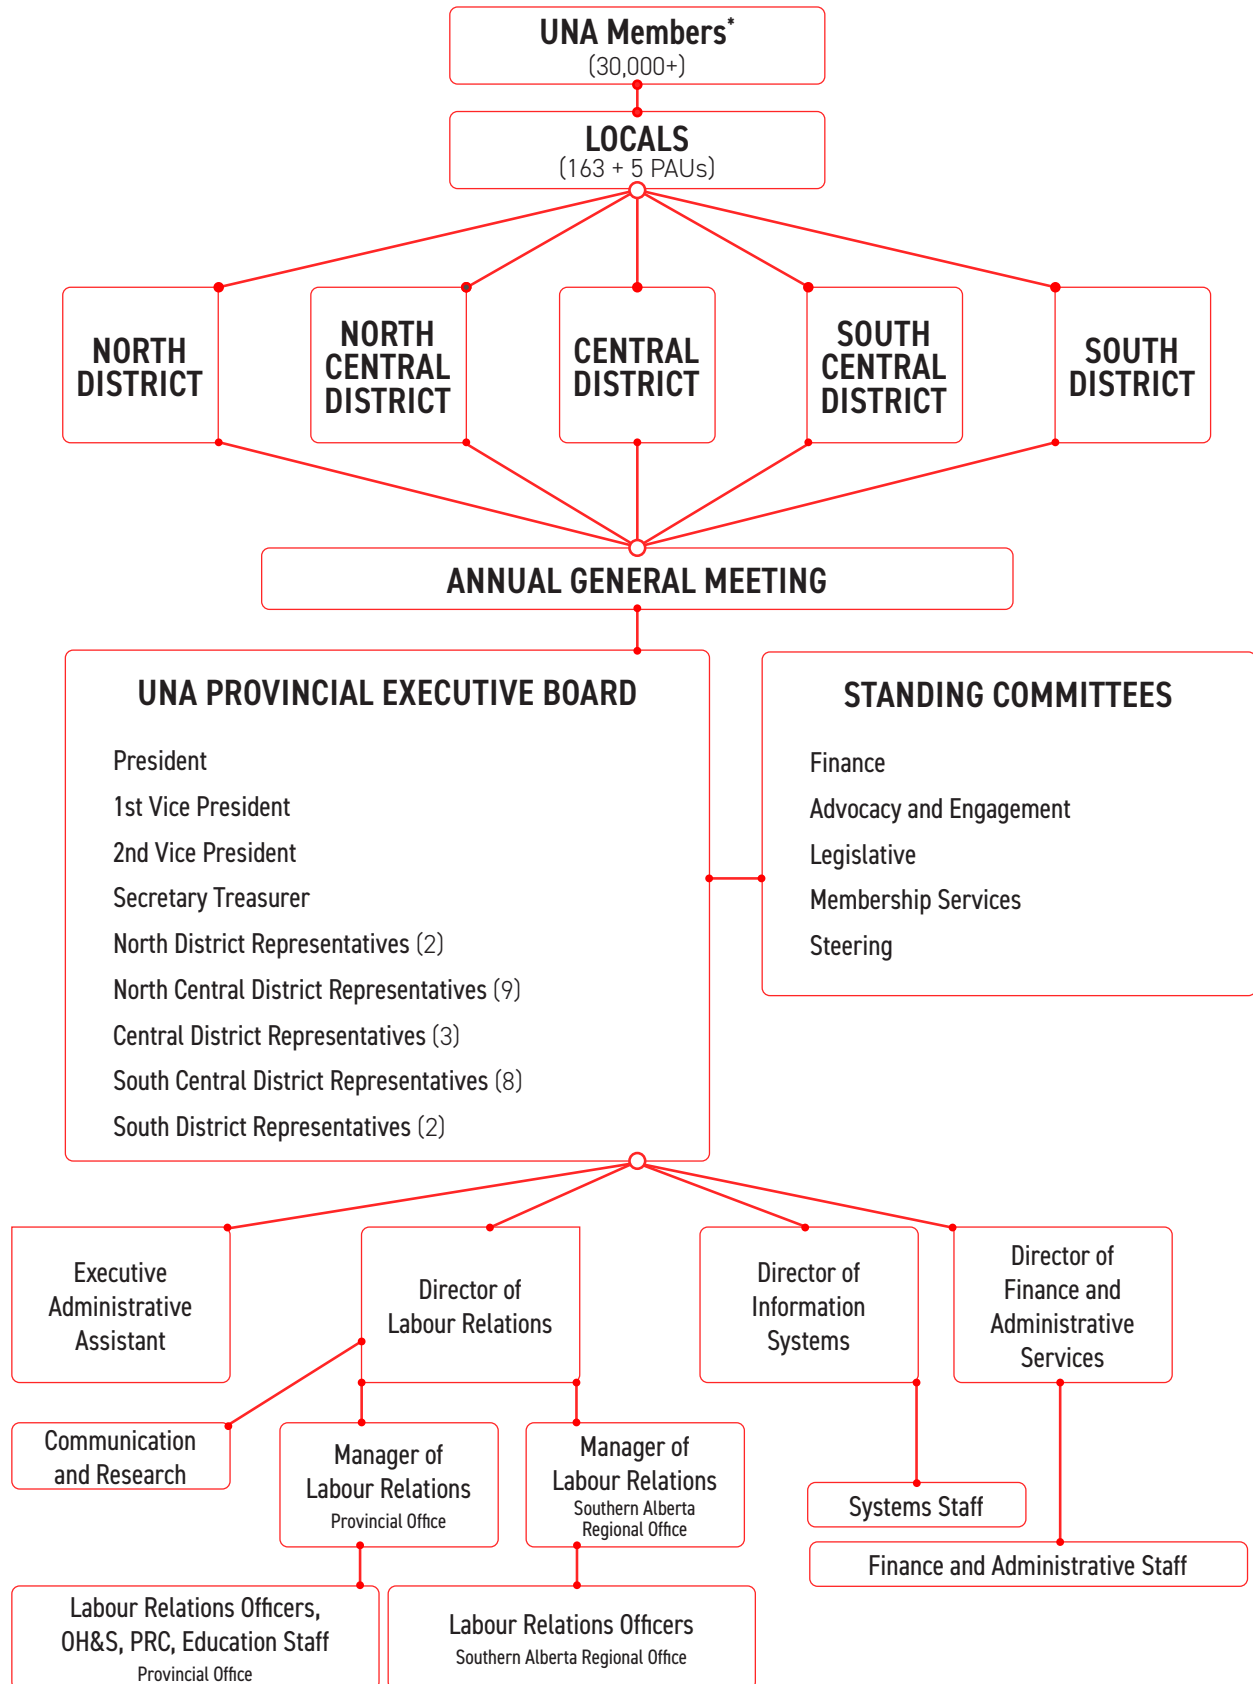 UNA Members*
(30,000+)
LOCALS
(163 + 5 PAUs)
NORTH
DISTRICT
NORTH
CENTRAL
DISTRICT
CENTRAL
DISTRICT
SOUTH
CENTRAL
DISTRICT
SOUTH
DISTRICT
ANNUAL GENERAL MEETING
UNA PROVINCIAL EXECUTIVE BOARD
President
1st Vice President
2nd Vice President
Secretary Treasurer
North District Representatives (2)
North Central District Representatives (9)
Central District Representatives (3)
South Central District Representatives (8)
South District Representatives (2)
STANDING COMMITTEES
Finance
Advocacy and Engagement
Legislative
Membership Services
Steering
Executive
Administrative
Assistant
Director of
Labour Relations
Director of
Information
Systems
Director of
Finance and
Administrative
Services
Communication
and Research
Manager of
Labour Relations
Provincial Office
Manager of
Labour Relations
Southern Alberta
Regional Office
Systems Staff
Finance and Administrative Staff
Labour Relations Officers,
OH&S, PRC, Education Staff
Provincial Office
Labour Relations Officers
Southern Alberta Regional Office